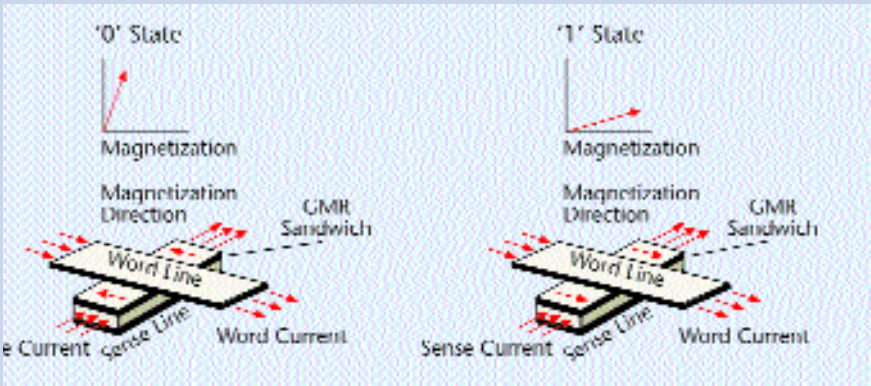 '0' State
Magnetization
Magnetization
Direction
GMR
Sandwich
Word Line
Sense Line
e Current
Word Current
'1' State
Magnetization
Magnetization
Direction
GMR
Sandwich
Word Line
Sense Line
Sense Current
Word Current